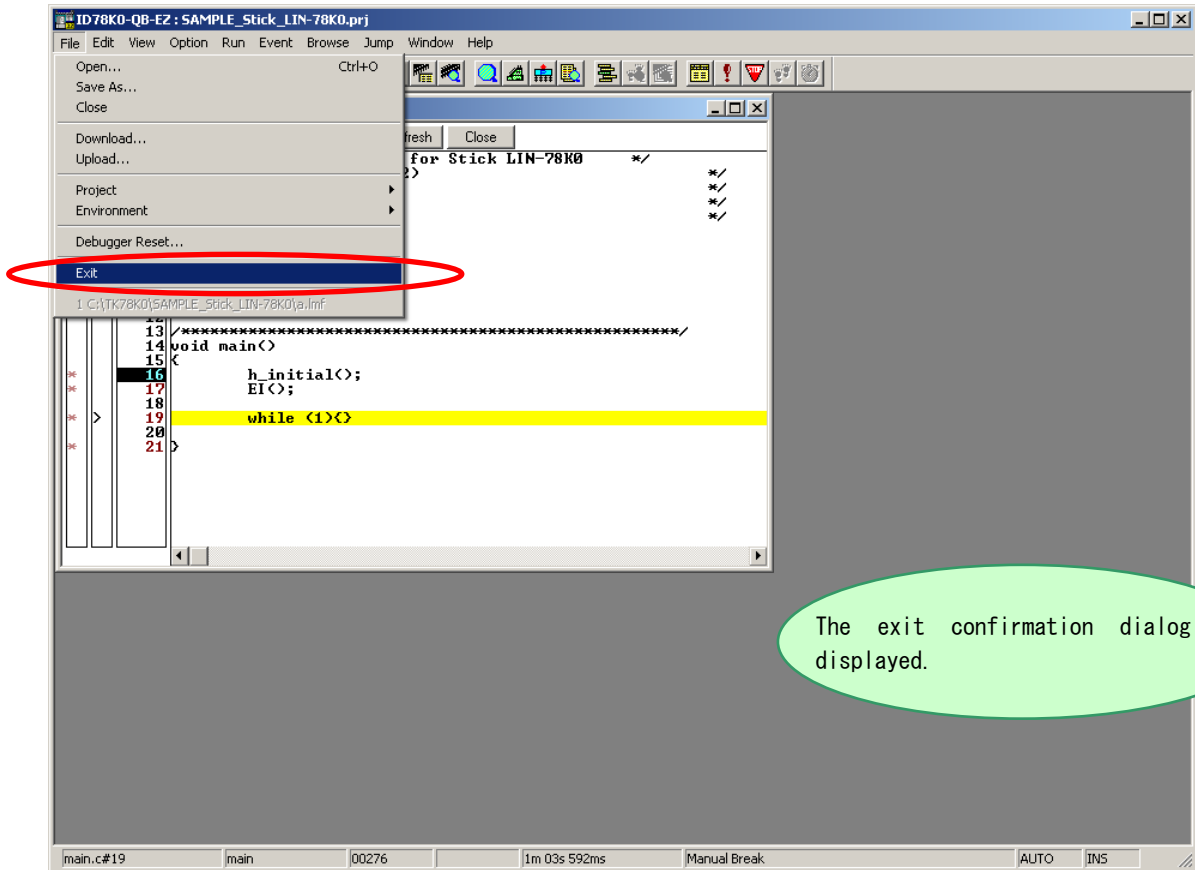 ID78K0-QB-EZ : SAMPLE_Stick_LIN-78K0.prj
File Edit View Option Run Event Browse Jump Window Help
Open... Ctrl+O
Save As...
Close
fresh Close
Download...
Upload...
for Stick LIN-78K0 */
2) */
*/
*/
*/
Project
Environment
Debugger Reset...
Exit
1 C:\TK78K0\SAMPLE_Stick_LIN-78K0\a.lmf
12
13 /****************************************************/
14 void main()
15 {
16 h_initial();
17 EI();
18
19 while (1){}
20
21 }
The exit confirmation dialog
displayed.
main.c#19 main 00276 1m 03s 592ms Manual Break AUTO INS